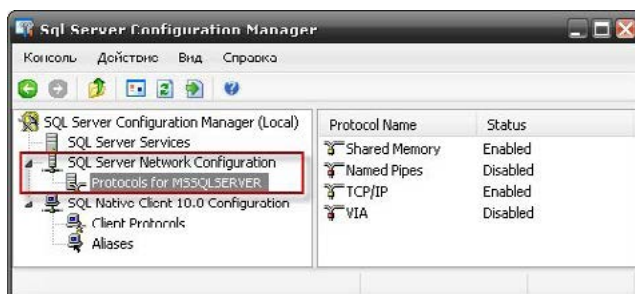 Sql Server Configuration Manager
Консоль Действие Вид Справка
SQL Server Configuration Manager (Local)
SQL Server Services
SQL Server Network Configuration
Protocols for MSSQLSERVER
SQL Native Client 10.0 Configuration
Client Protocols
Aliases
Protocol Name Status
Shared Memory Enabled
Named Pipes Disabled
TCP/IP Enabled
VIA Disabled